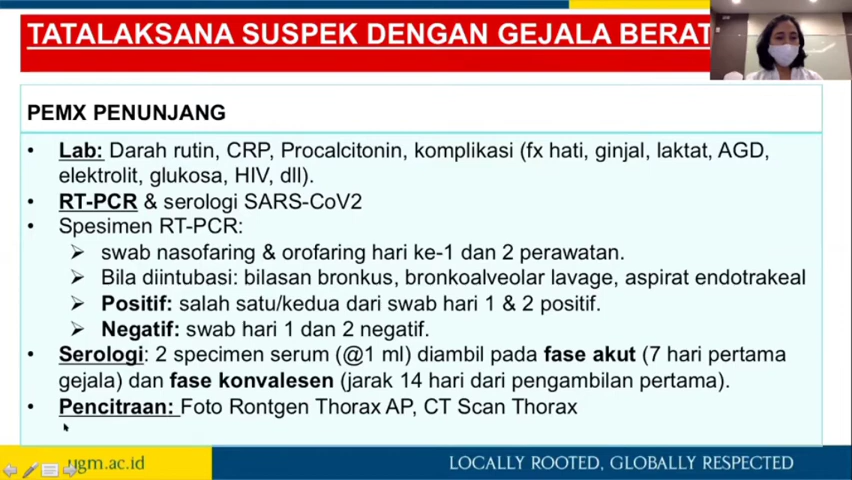 TATALAKSANA SUSPEK DENGAN GEJALA BERAT
PEMX PENUNJANG
• Lab: Darah rutin, CRP, Procalcitonin, komplikasi (fx hati, ginjal, laktat, AGD,
elektrolit, glukosa, HIV, dll).
• RT-PCR & serologi SARS-CoV2
• Spesimen RT-PCR:
➢ swab nasofaring & orofaring hari ke-1 dan 2 perawatan.
➢ Bila diintubasi: bilasan bronkus, bronkoalveolar lavage, aspirat endotrakeal
➢ Positif: salah satu/kedua dari swab hari 1 & 2 positif.
➢ Negatif: swab hari 1 dan 2 negatif.
• Serologi: 2 specimen serum (@1 ml) diambil pada fase akut (7 hari pertama
gejala) dan fase konvalesen (jarak 14 hari dari pengambilan pertama).
• Pencitraan: Foto Rontgen Thorax AP, CT Scan Thorax
ugm.ac.id
LOCALLY ROOTED, GLOBALLY RESPECTED